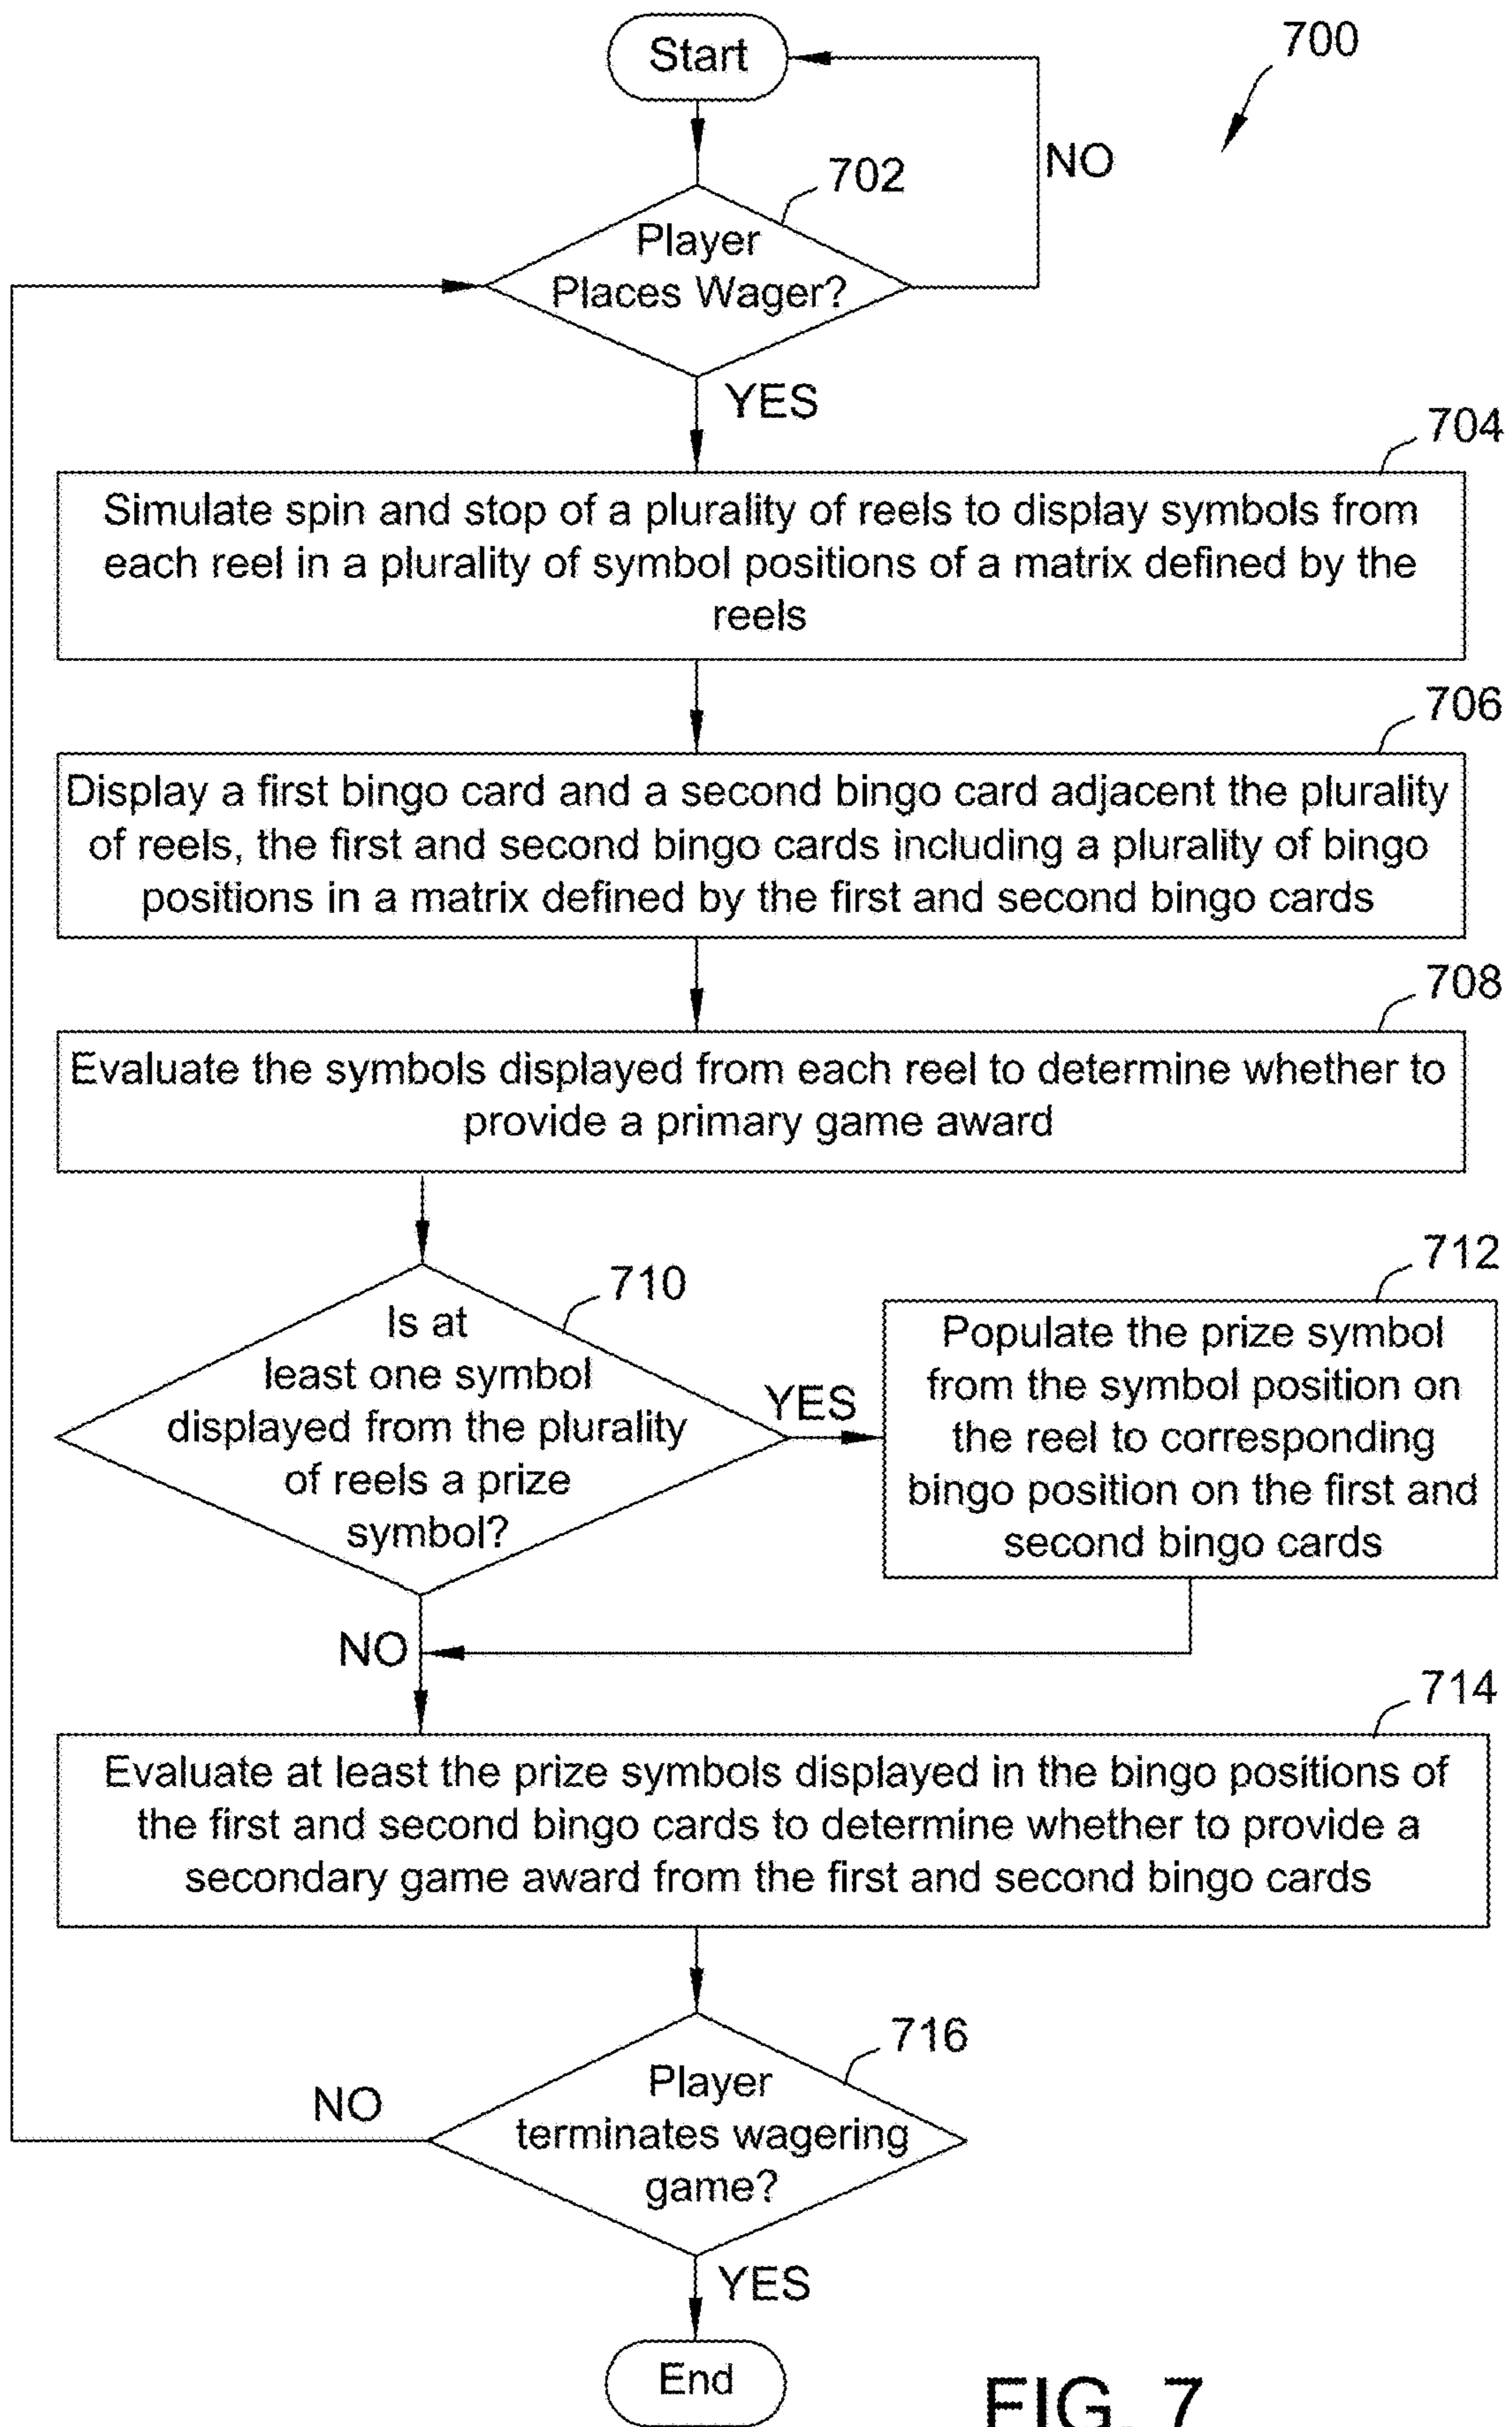 Start
700
NO
702
Player
Places Wager?
YES
704
Simulate spin and stop of a plurality of reels to display symbols from
each reel in a plurality of symbol positions of a matrix defined by the
reels
706
Display a first bingo card and a second bingo card adjacent the plurality
of reels, the first and second bingo cards including a plurality of bingo
positions in a matrix defined by the first and second bingo cards
708
Evaluate the symbols displayed from each reel to determine whether to
provide a primary game award
710
Is at
least one symbol
displayed from the plurality
of reels a prize
symbol?
YES
712
Populate the prize symbol
from the symbol position on
the reel to corresponding
bingo position on the first and
second bingo cards
NO
714
Evaluate at least the prize symbols displayed in the bingo positions of
the first and second bingo cards to determine whether to provide a
secondary game award from the first and second bingo cards
716
Player
terminates wagering
game?
NO
YES
End
FIG. 7